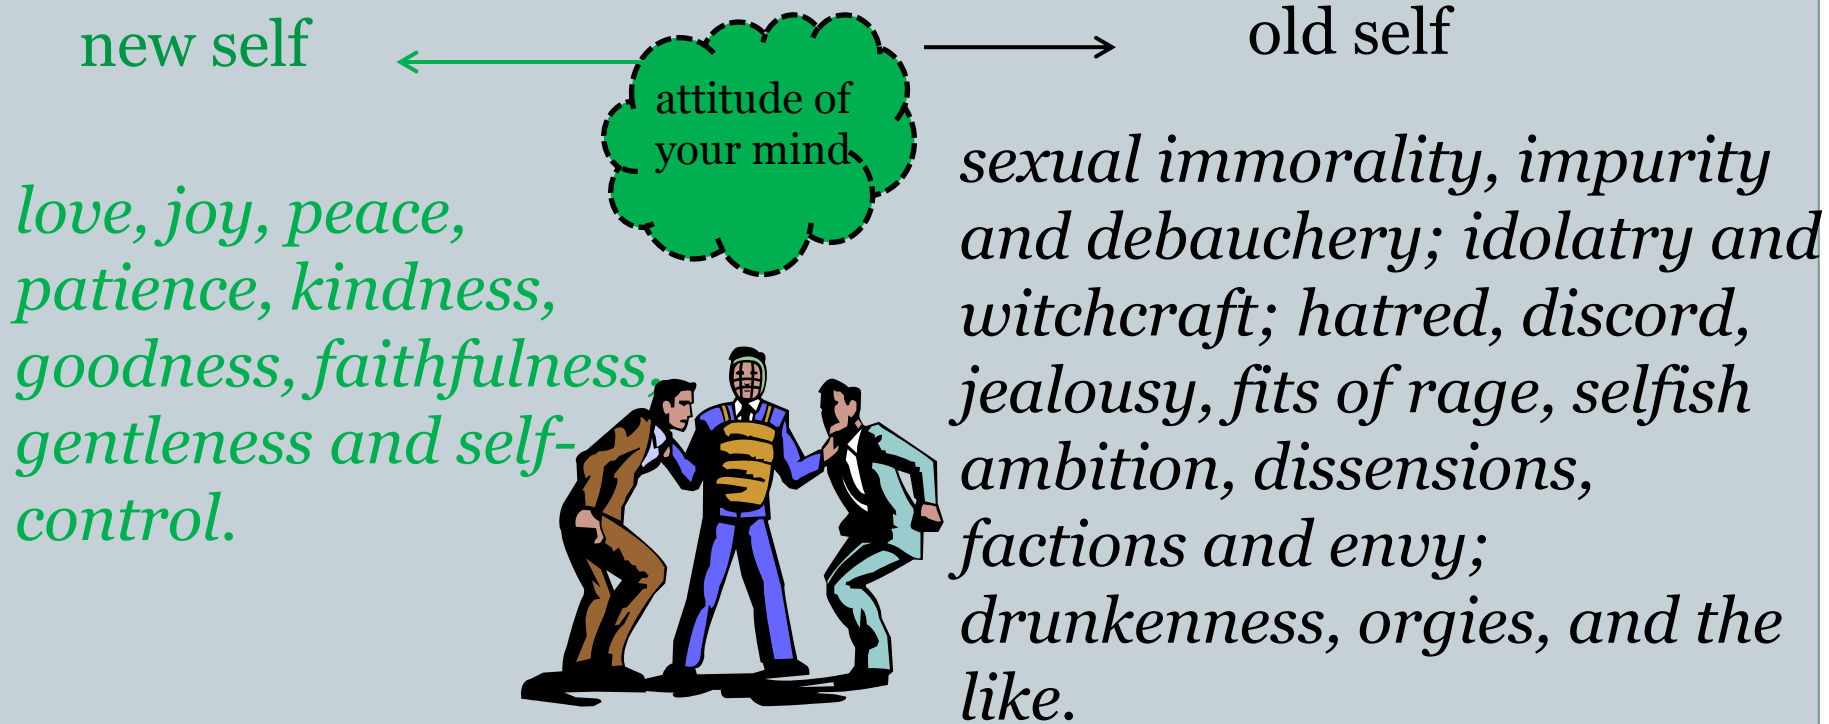 new self
attitude of
your mind
old self
love, joy, peace,
patience, kindness,
goodness, faithfulness,
gentleness and self-
control.
sexual immorality, impurity
and debauchery; idolatry and
witchcraft; hatred, discord,
jealousy, fits of rage, selfish
ambition, dissensions,
factions and envy;
drunkenness, orgies, and the
like.